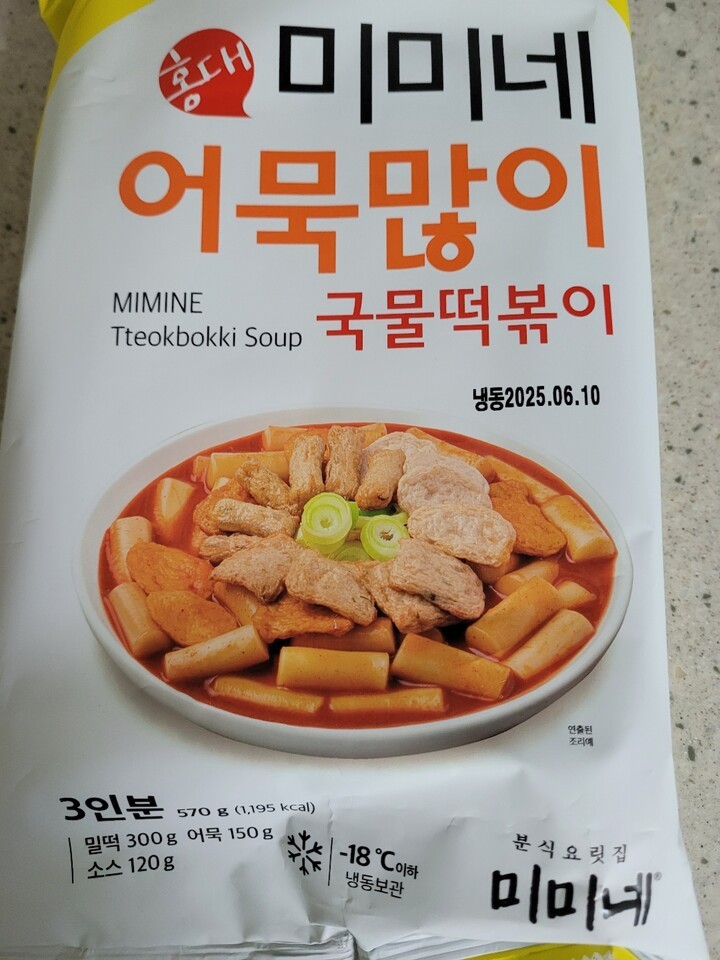 홍대 미미네
어묵많이
MIMINE
Tteokbokki Soup
국물떡볶이
냉동2025.06.10
연출된
조리예
3인분 570 g (1,195 kcal)
밀떡 300 g 어묵 150 g
소스 120 g
-18 ℃이하
냉동보관
분식요릿집
미미네®